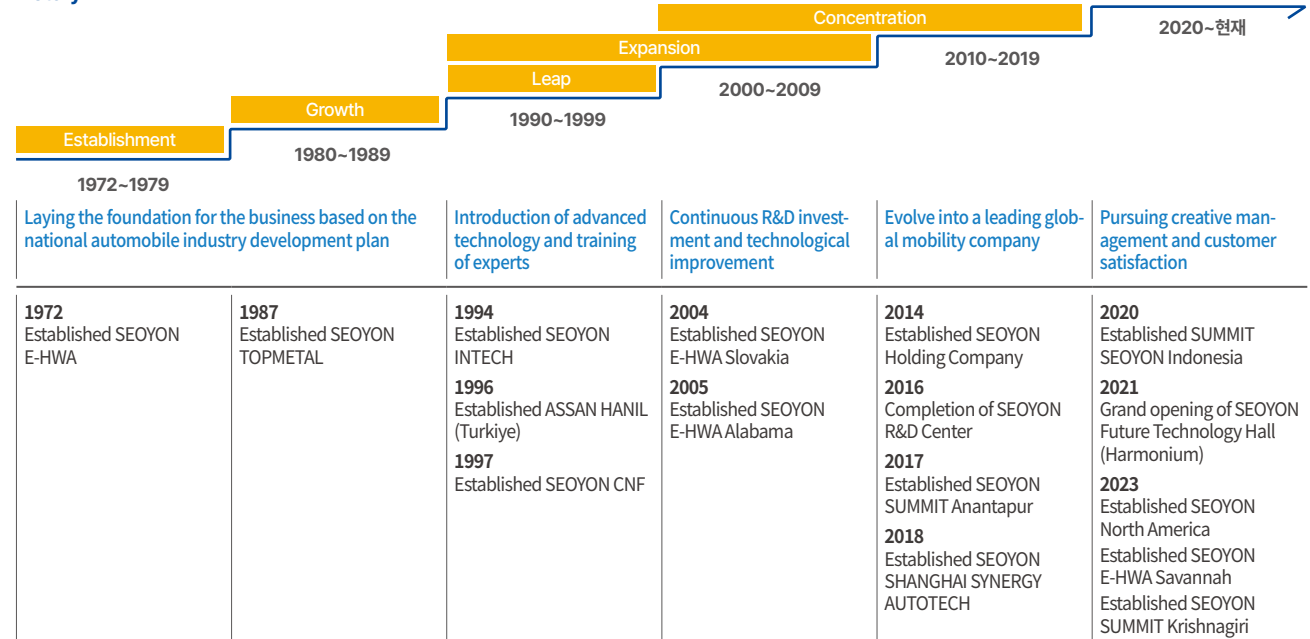 Concentration
2020~현재
Expansion
2010~2019
Leap
2000~2009
Growth
1990~1999
Establishment
1980~1989
1972~1979
Laying the foundation for the business based on the
national automobile industry development plan
Introduction of advanced
technology and training
of experts
Continuous R&D invest-
ment and technological
improvement
Evolve into a leading glob-
al mobility company
Pursuing creative man-
agement and customer
satisfaction
1972
Established SEOYON
E-HWA
1987
Established SEOYON
TOPMETAL
1994
Established SEOYON
INTECH
1996
Established ASSAN HANIL
(Turkiye)
1997
Established SEOYON CNF
2004
Established SEOYON
E-HWA Slovakia
2005
Established SEOYON
E-HWA Alabama
2014
Established SEOYON
Holding Company
2016
Completion of SEOYON
R&D Center
2017
Established SEOYON
SUMMIT Anantapur
2018
Established SEOYON
SHANGHAI SYNERGY
AUTOTECH
2020
Established SUMMIT
SEOYON Indonesia
2021
Grand opening of SEOYON
Future Technology Hall
(Harmonium)
2023
Established SEOYON
North America
Established SEOYON
E-HWA Savannah
Established SEOYON
SUMMIT Krishnagiri